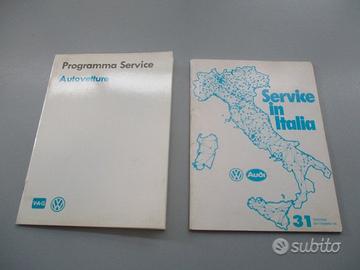 Programma Service
Autovetture
V·A·G
Service
in
Italia
Audi
31
subito